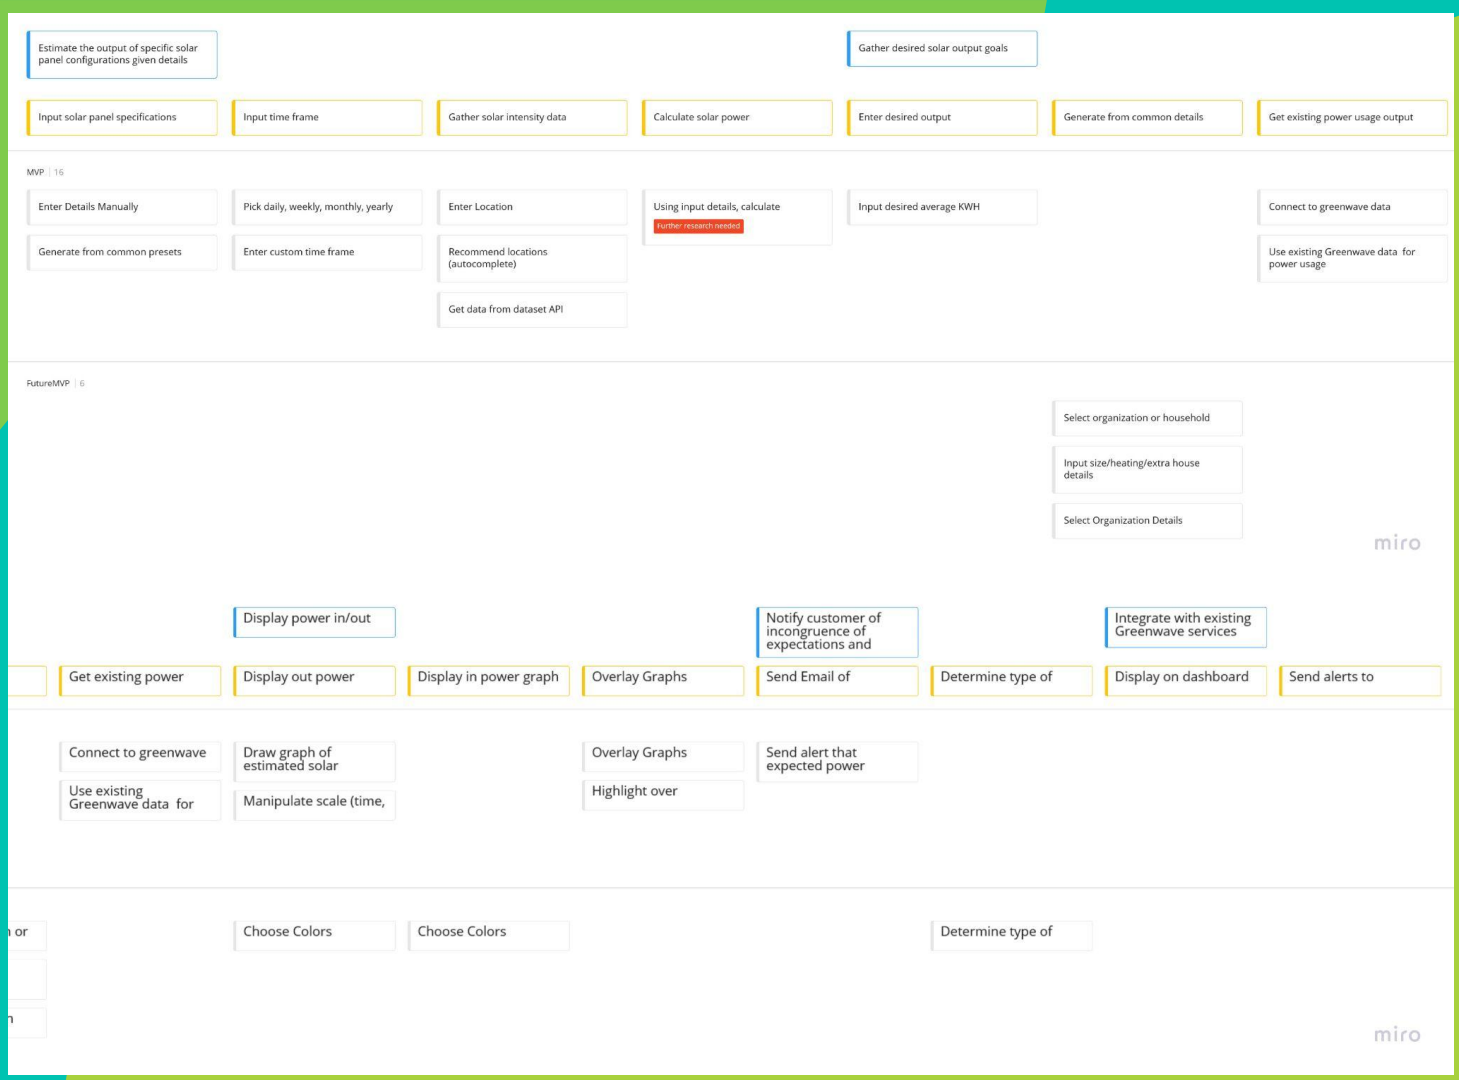 Estimate the output of specific solar
panel configurations given details
Gather desired solar output goals
Input solar panel specifications
Input time frame
Gather solar intensity data
Calculate solar power
Enter desired output
Generate from common details
Get existing power usage output
MVP | 16
Enter Details Manually
Pick daily, weekly, monthly, yearly
Enter Location
Using input details, calculate
Further research needed
Input desired average KWH
Connect to greenwave data
Generate from common presets
Enter custom time frame
Recommend locations
(autocomplete)
Use existing Greenwave data for
power usage
Get data from dataset API
FutureMVP | 6
Select organization or household
Input size/heating/extra house
details
Select Organization Details
miro
Display power in/out
Notify customer of
incongruence of
expectations and
Integrate with existing
Greenwave services
Get existing power
Display out power
Display in power graph
Overlay Graphs
Send Email of
Determine type of
Display on dashboard
Send alerts to
Connect to greenwave
Draw graph of
estimated solar
Overlay Graphs
Send alert that
expected power
Use existing
Greenwave data for
Manipulate scale (time,
Highlight over
or
Choose Colors
Choose Colors
Determine type of
miro